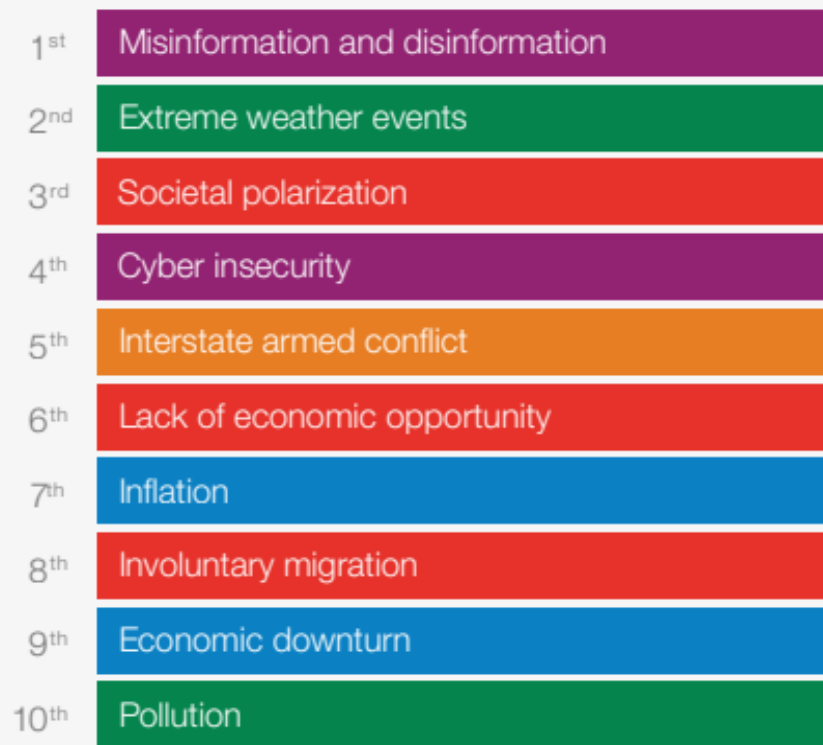 1st Misinformation and disinformation
2nd Extreme weather events
3rd Societal polarization
4th Cyber insecurity
5th Interstate armed conflict
6th Lack of economic opportunity
7th Inflation
8th Involuntary migration
9th Economic downturn
10th Pollution